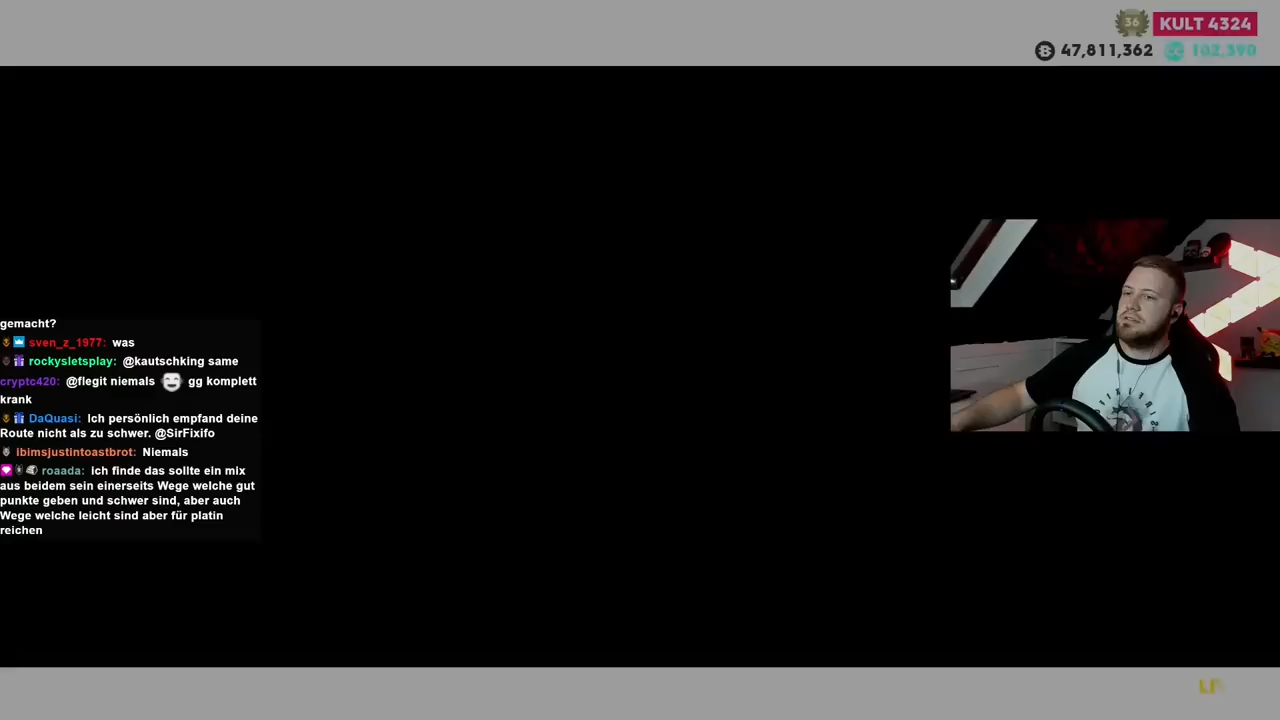 36 KULT 4324
47,811,362 102,390
gemacht?
sven_z_1977: was
rockysletsplay: @kautschking same
cryptc420: @flegit niemals gg komplett
krank
DaQuasi: Ich persönlich empfand deine
Route nicht als zu schwer. @SirFixifo
ibimsjustintoastbrot: Niemals
roaada: ich finde das sollte ein mix
aus beidem sein einerseits Wege welche gut
punkte geben und schwer sind, aber auch
Wege welche leicht sind aber für platin
reichen